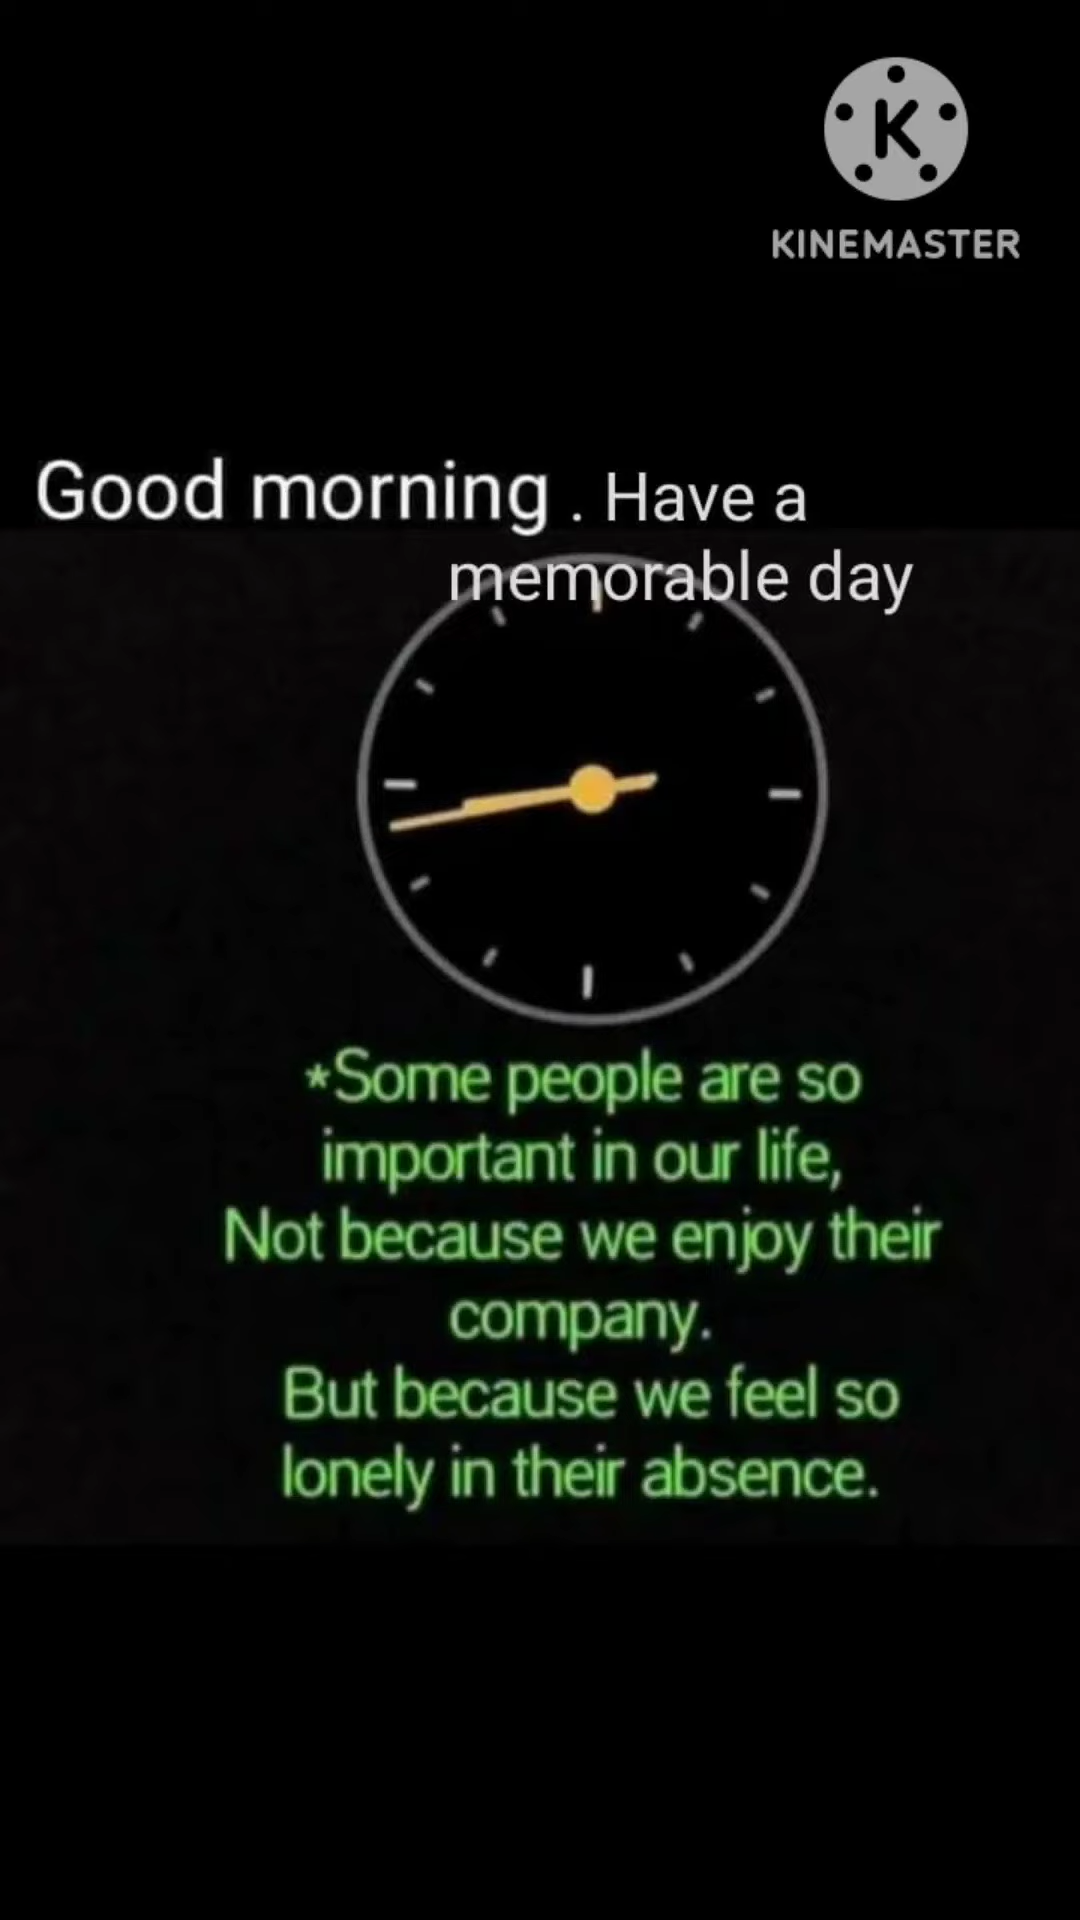 K
KINEMASTER
Good morning . Have a
memorable day
*Some people are so
important in our life,
Not because we enjoy their
company.
But because we feel so
lonely in their absence.